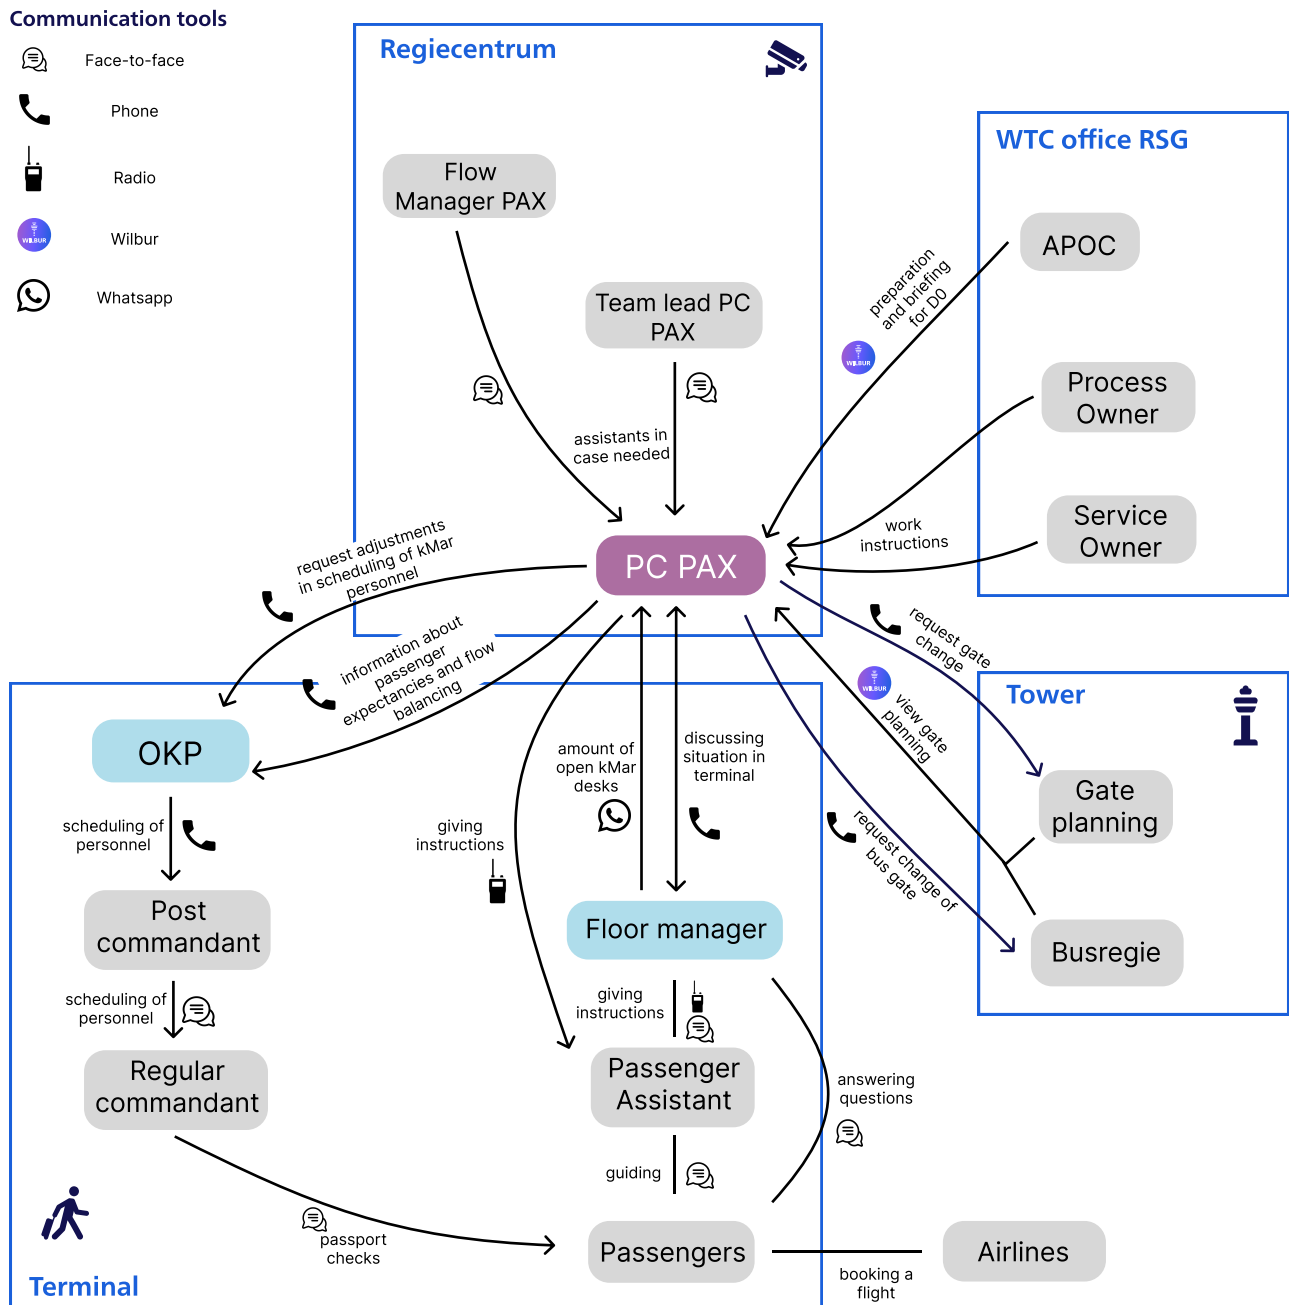 Communication tools
Face-to-face
Phone
Radio
WILBUR
Wilbur
Whatsapp
Regiecentrum
Flow
Manager PAX
Team lead PC
PAX
assistants in
case needed
PC PAX
WTC office RSG
APOC
preparation
and briefing
for D0
WILBUR
Process
Owner
Service
Owner
work
instructions
request adjustments
in scheduling of kMar
personnel
information about
passenger
expectancies and flow
balancing
request gate
change
WILBUR
view gate
planning
request change of
bus gate
Tower
Gate
planning
Busregie
OKP
scheduling of
personnel
Post
commandant
scheduling of
personnel
Regular
commandant
passport
checks
giving
instructions
amount of
open kMar
desks
discussing
situation in
terminal
Floor manager
giving
instructions
Passenger
Assistant
answering
questions
guiding
Passengers
booking a
flight
Airlines
Terminal